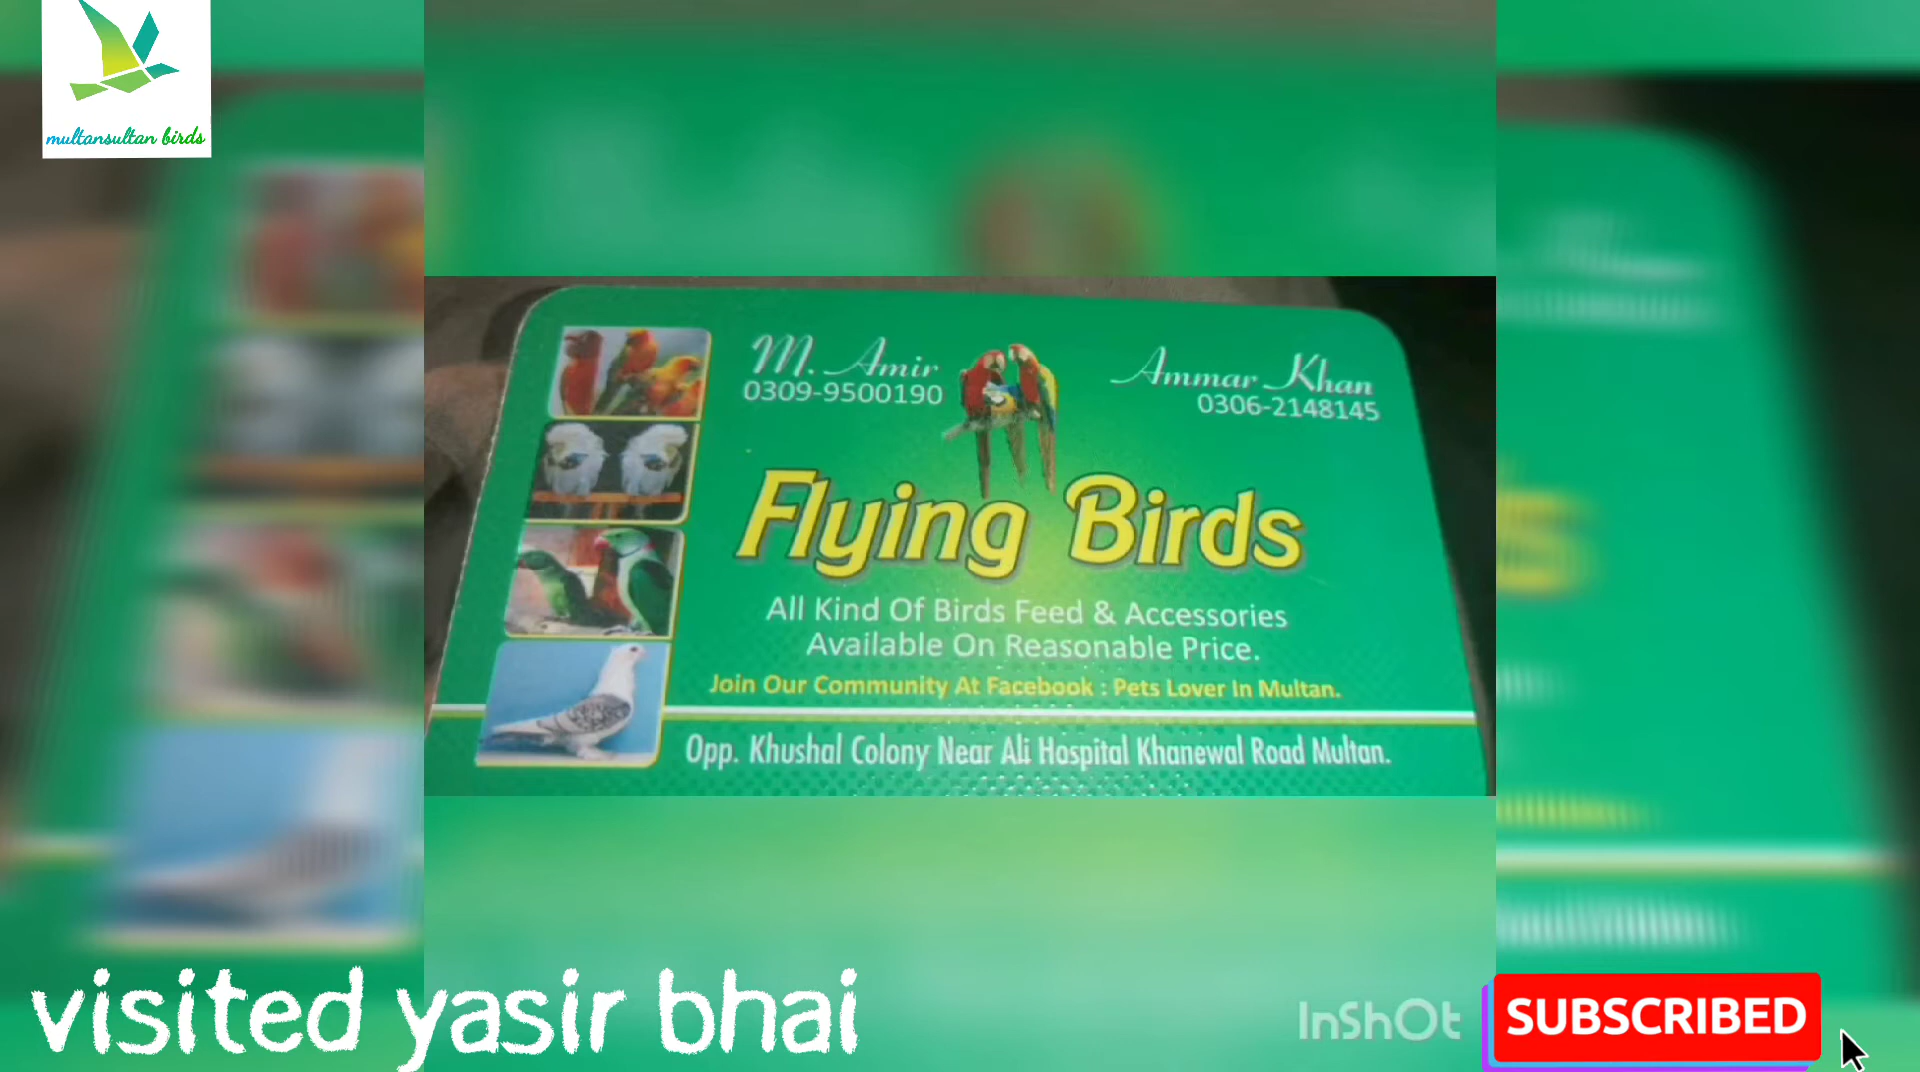 multansultan birds
M. Amir
0309-9500190
Ammar Khan
0306-2148145
Flying Birds
All Kind Of Birds Feed & Accessories
Available On Reasonable Price.
Join Our Community At Facebook : Pets Lover In Multan.
Opp. Khushal Colony Near Ali Hospital Khanewal Road Multan.
visited yasir bhai
InShOt
SUBSCRIBED